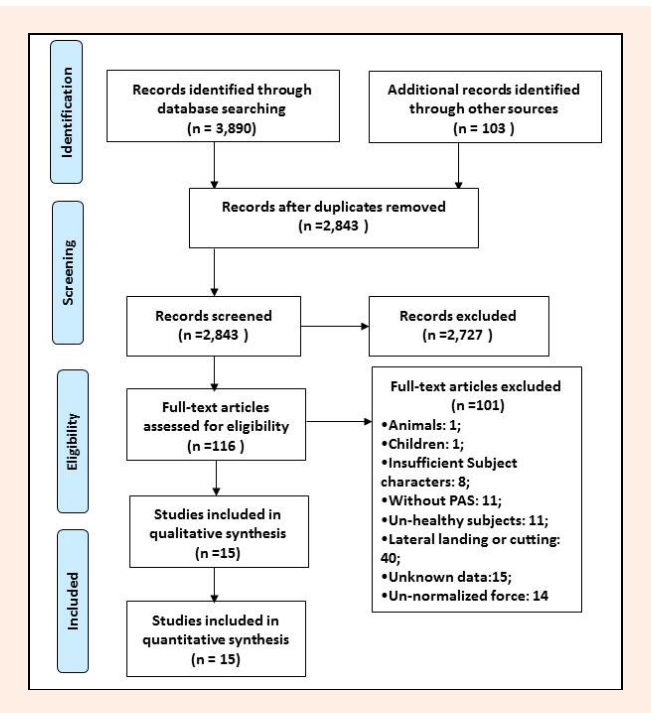 Identification
Records identified through
database searching
(n = 3,890)
Additional records identified
through other sources
(n = 103 )
Records after duplicates removed
(n =2,843 )
Screening
Records screened
(n =2,843 )
Records excluded
(n =2,727 )
Eligibility
Full-text articles
assessed for eligibility
(n =116 )
Full-text articles excluded
(n =101)
•Animals: 1;
•Children: 1;
•Insufficient Subject
characters: 8;
•Without PAS: 11;
•Un-healthy subjects: 11;
•Lateral landing or cutting:
40;
•Unknown data:15;
•Un-normalized force: 14
Studies included in
qualitative synthesis
(n =15)
Included
Studies included in
quantitative synthesis
(n = 15)